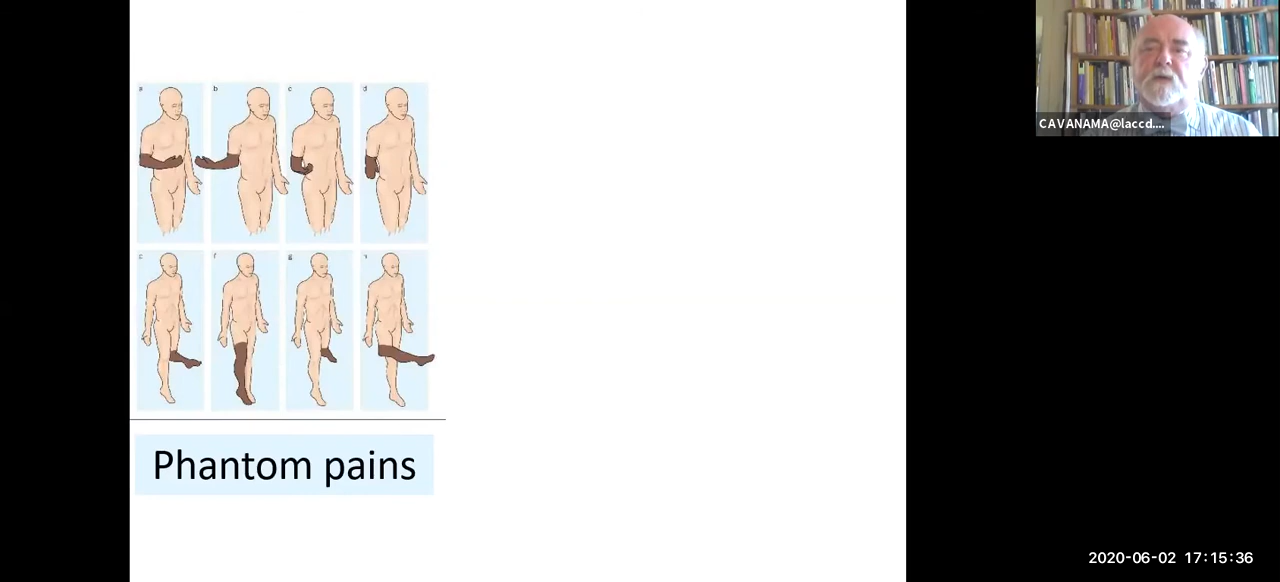 a b c d
e f g h
Phantom pains
CAVANAMA@laccd....
2020-06-02 17:15:36